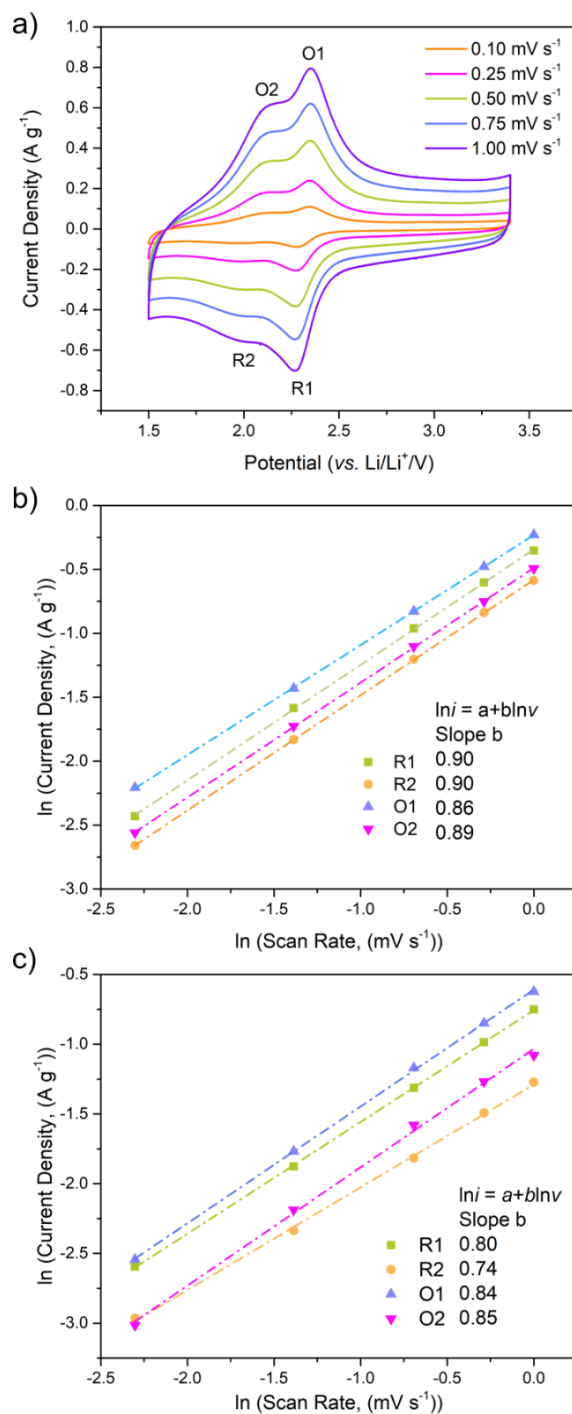 a)
O1
O2
0.10 mV s⁻¹
0.25 mV s⁻¹
0.50 mV s⁻¹
0.75 mV s⁻¹
1.00 mV s⁻¹
R2
R1
Current Density (A g⁻¹)
1.0
0.8
0.6
0.4
0.2
0.0
-0.2
-0.4
-0.6
-0.8
1.5 2.0 2.5 3.0 3.5
Potential (vs. Li/Li⁺/V)
b)
ln (Current Density, (A g⁻¹))
0.0
-0.5
-1.0
-1.5
-2.0
-2.5
-3.0
lni = a+blnv
Slope b
R1 0.90
R2 0.90
O1 0.86
O2 0.89
-2.5 -2.0 -1.5 -1.0 -0.5 0.0
ln (Scan Rate, (mV s⁻¹))
c)
ln (Current Density, (A g⁻¹))
-0.5
-1.0
-1.5
-2.0
-2.5
-3.0
lni = a+blnv
Slope b
R1 0.80
R2 0.74
O1 0.84
O2 0.85
-2.5 -2.0 -1.5 -1.0 -0.5 0.0
ln (Scan Rate, (mV s⁻¹))